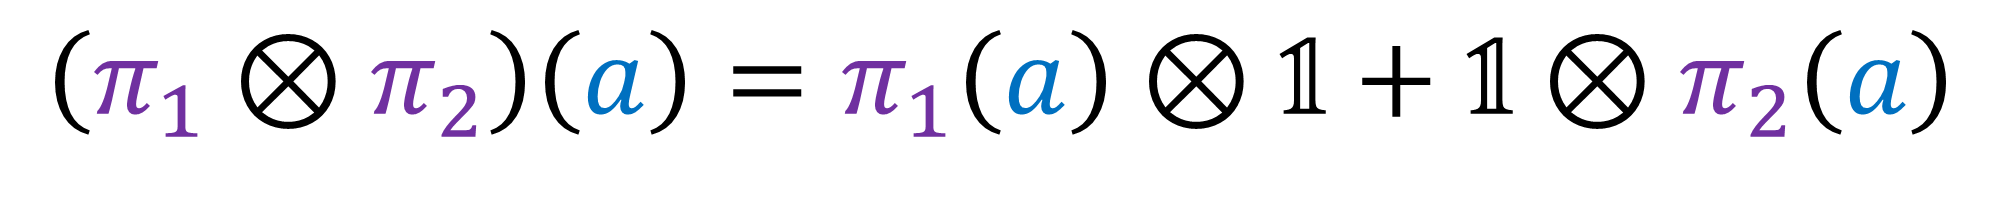 (π₁ ⊗ π₂)(a) = π₁(a) ⊗ 𝟙 + 𝟙 ⊗ π₂(a)